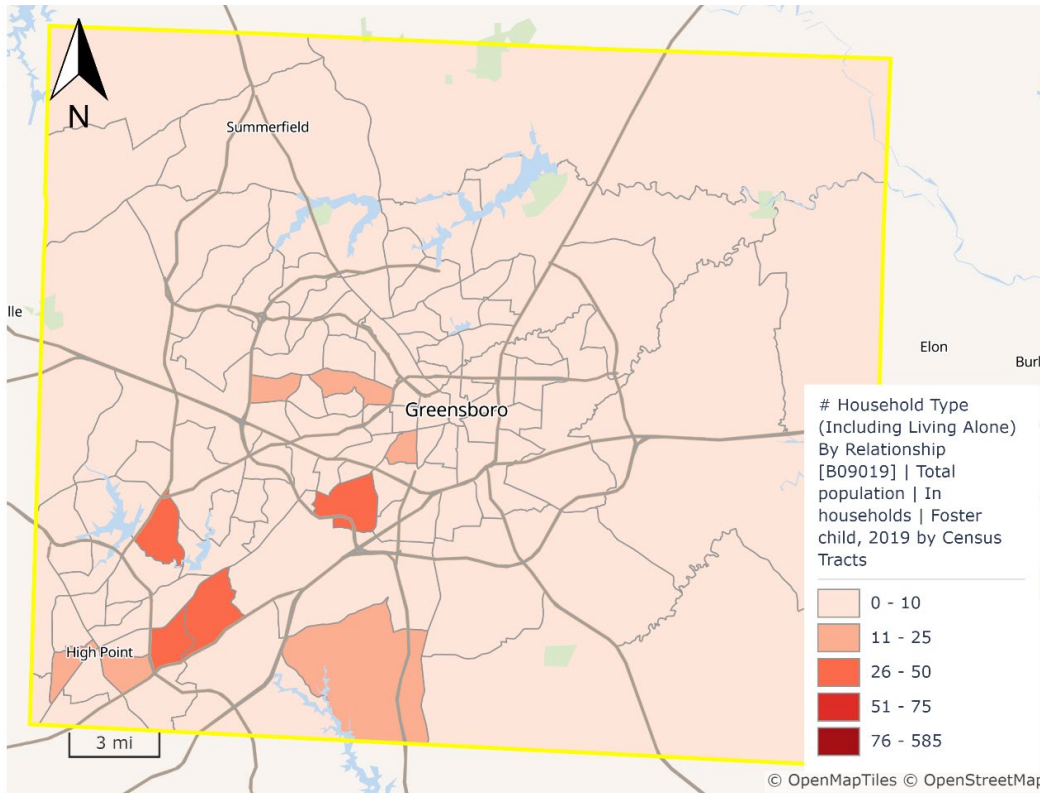 N
Summerfield
lle
Elon
Burl
Greensboro
High Point
3 mi
# Household Type
(Including Living Alone)
By Relationship
[B09019] | Total
population | In
households | Foster
child, 2019 by Census
Tracts
0 - 10
11 - 25
26 - 50
51 - 75
76 - 585
© OpenMapTiles © OpenStreetMap